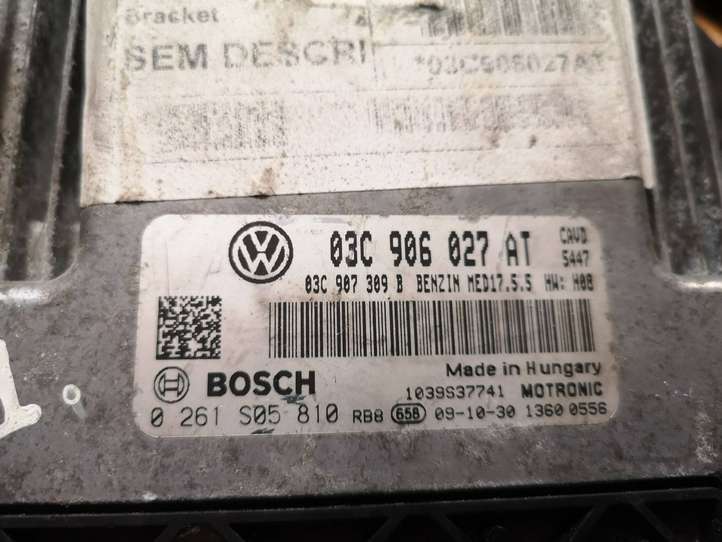 Bracket
SEM DESCRI
*03C906027AT
03C 906 027 AT CAVD
5447
03C 907 309 B BENZIN MED17.5.5 HW: H08
Made in Hungary
BOSCH 1039S37741 MOTRONIC
0 261 S05 810 RB8 658 09-10-30 1360 0556